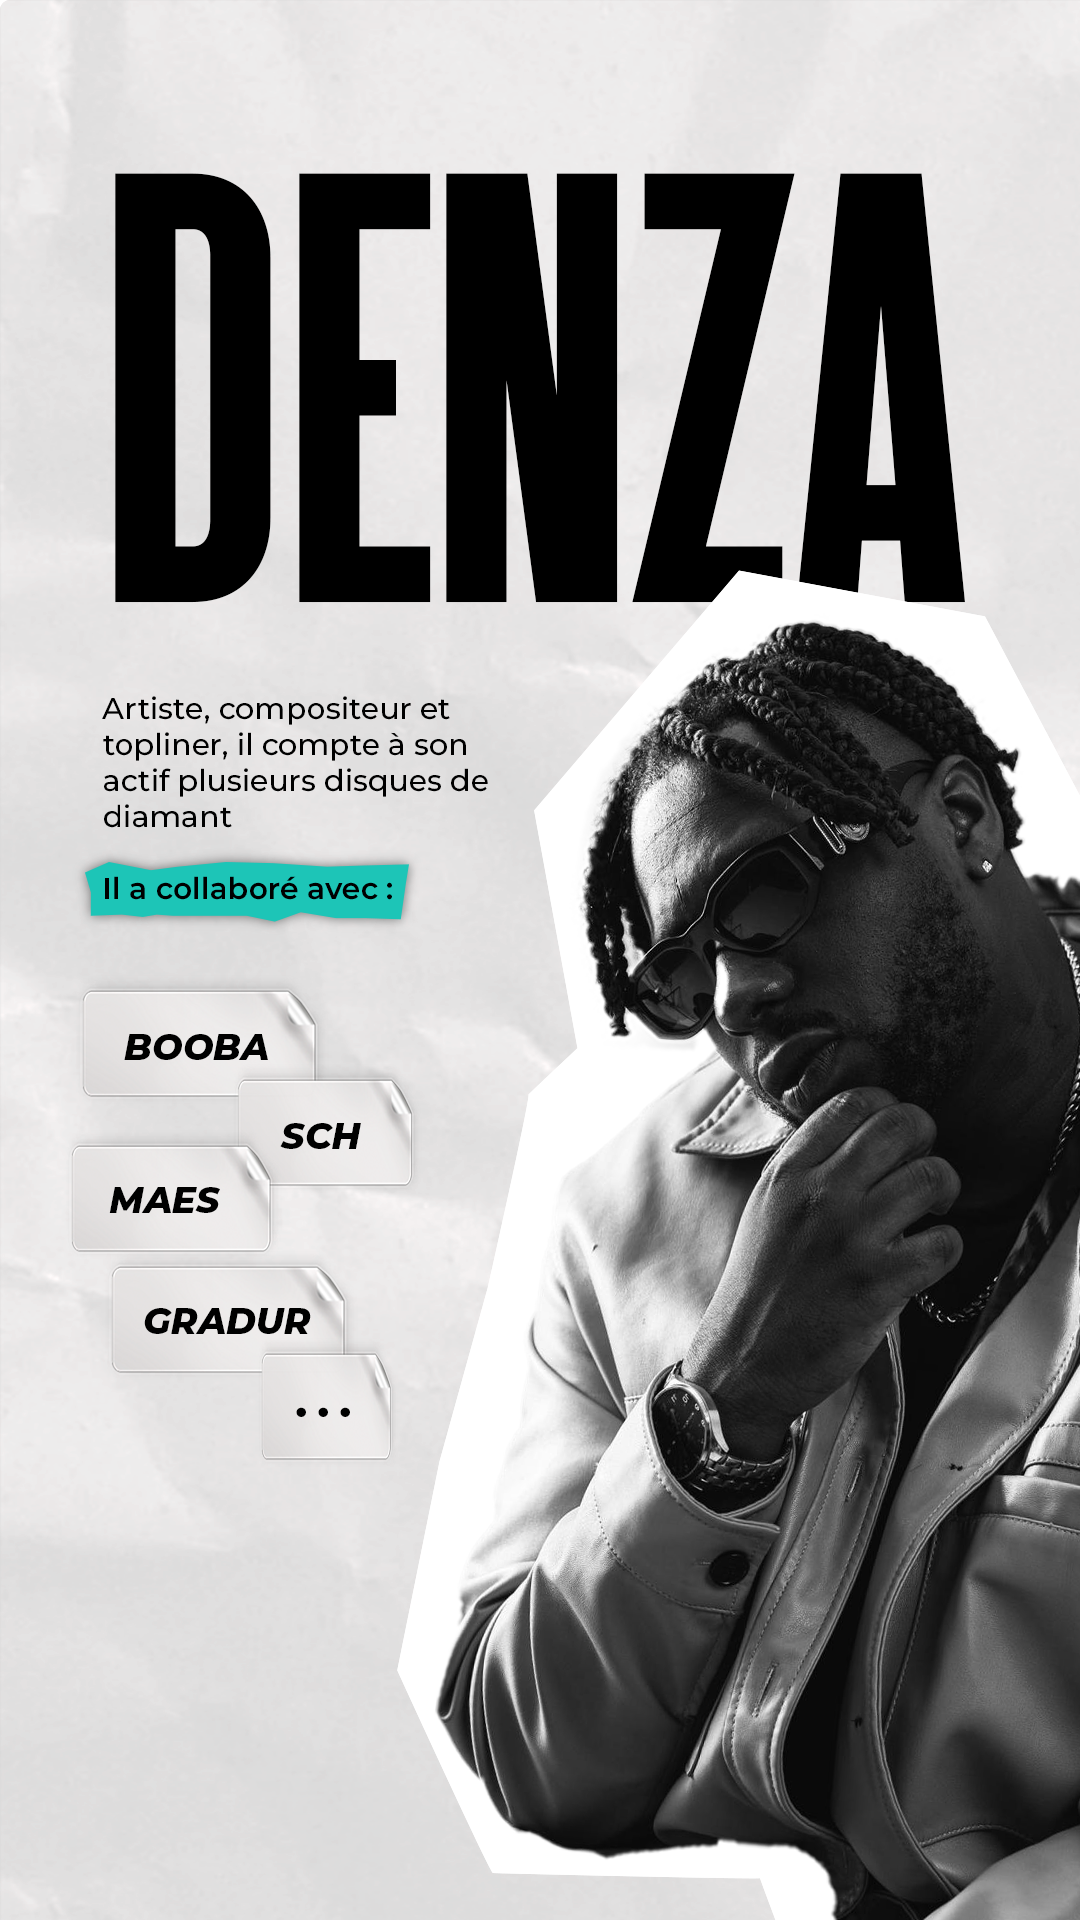 DENZA
Artiste, compositeur et
topliner, il compte à son
actif plusieurs disques de
diamant
Il a collaboré avec :
BOOBA
SCH
MAES
GRADUR
...